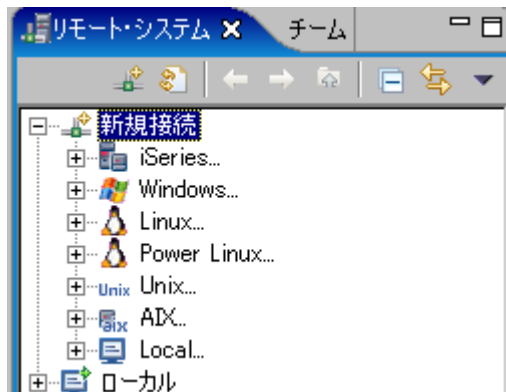 リモート・システム チーム
新規接続
iSeries...
Windows...
Linux...
Power Linux...
Unix Unix...
aix AIX...
Local...
ローカル